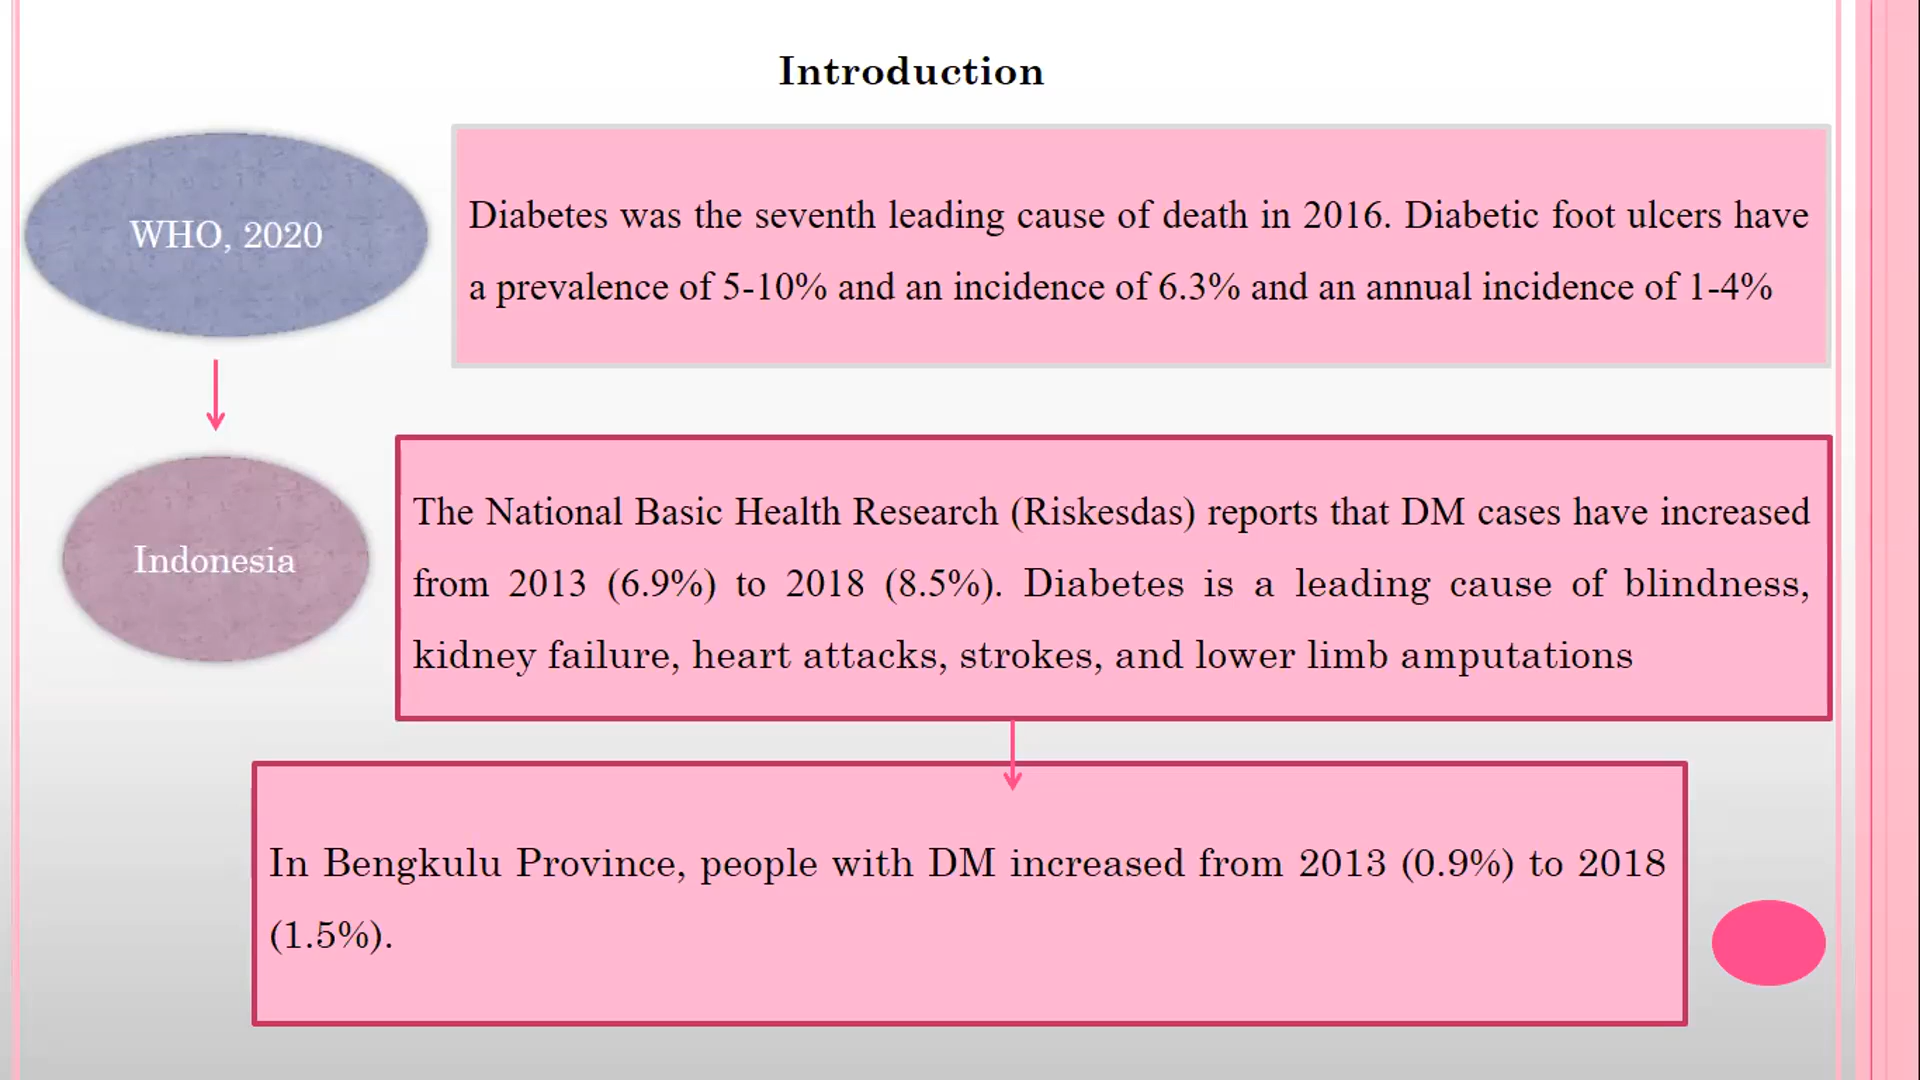 Introduction
WHO, 2020
Diabetes was the seventh leading cause of death in 2016. Diabetic foot ulcers have
a prevalence of 5-10% and an incidence of 6.3% and an annual incidence of 1-4%
Indonesia
The National Basic Health Research (Riskesdas) reports that DM cases have increased
from 2013 (6.9%) to 2018 (8.5%). Diabetes is a leading cause of blindness,
kidney failure, heart attacks, strokes, and lower limb amputations
In Bengkulu Province, people with DM increased from 2013 (0.9%) to 2018
(1.5%).